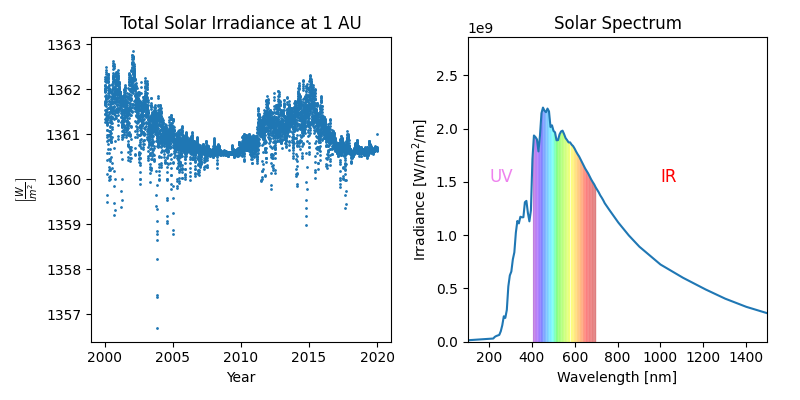 Total Solar Irradiance at 1 AU
1363
1362
1361
1360
1359
1358
1357
[W/m²]
2000 2005 2010 2015 2020
Year
Solar Spectrum
1e9
2.5
2.0
1.5
1.0
0.5
0.0
Irradiance [W/m²/m]
UV
IR
200 400 600 800 1000 1200 1400
Wavelength [nm]